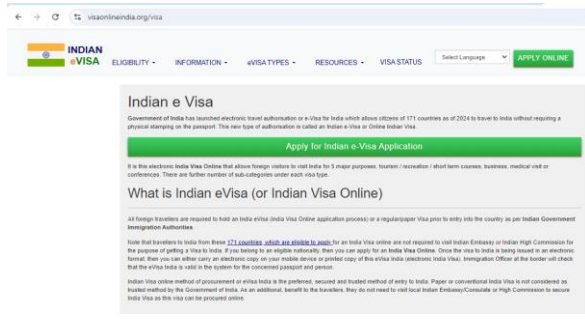 visaonlineindia.org/visa
INDIAN
eVISA
ELIGIBILITY
INFORMATION
eVISA TYPES
RESOURCES
VISA STATUS
Select Language
APPLY ONLINE
Indian e Visa
Government of India has launched electronic travel authorisation or e-Visa for India which allows citizens of 171 countries as of 2024 to travel to India without requiring a
physical stamping on the passport. This new type of authorisation is called an Indian e-Visa or Online Indian Visa.
Apply for Indian e-Visa Application
It is this electronic India Visa Online that allows foreign visitors to visit India for 5 major purposes: tourism / recreation / short term courses, business, medical visit or
conferences. There are further number of sub-categories under each visa type.
What is Indian eVisa (or Indian Visa Online)
All foreign travellers are required to hold an India eVisa (India Visa Online application process) or a regular/paper Visa prior to entry into the country as per Indian Government
Immigration Authorities
Note that travellers to India from these 171 countries, which are eligible to apply for an India Visa online are not required to visit Indian Embassy or Indian High Commission for
the purpose of getting a Visa to India. If you belong to an eligible nationality, then you can apply for an India Visa Online. Once the visa to India is being issued in an electronic
format, then you can either carry an electronic copy on your mobile device or printed copy of this eVisa India (electronic India Visa). Immigration Officer at the border will check
that the eVisa India is valid in the system for the concerned passport and person.
Indian Visa online method of procurement or eVisa India is the preferred, secured and trusted method of entry to India. Paper or conventional India Visa is not considered as
trusted method by the Government of India. As an additional, benefit to the travellers, they do not need to visit local Indian Embassy/Consulate or High Commission to secure
India Visa as this visa can be procured online.